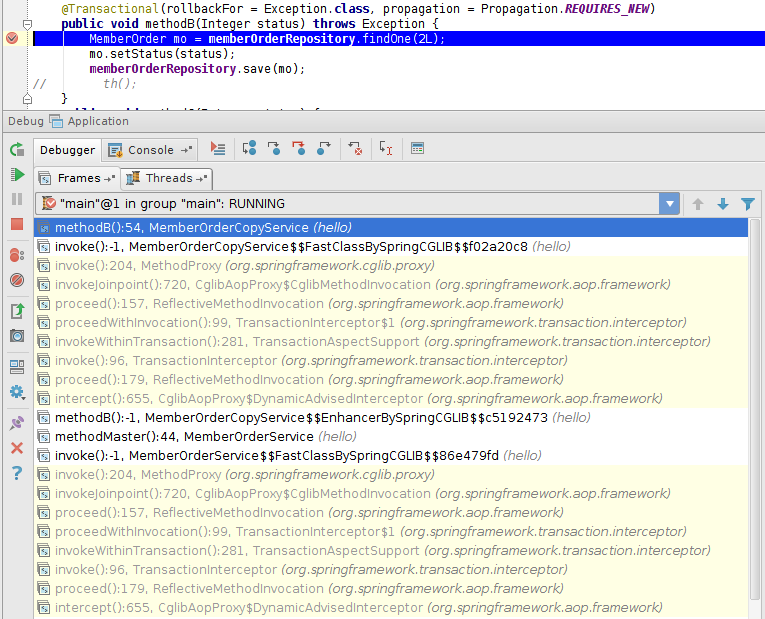 @Transactional(rollbackFor = Exception.class, propagation = Propagation.REQUIRES_NEW)
public void methodB(Integer status) throws Exception {
MemberOrder mo = memberOrderRepository.findOne(2L);
mo.setStatus(status);
memberOrderRepository.save(mo);
// th();
}
Debug Application
Debugger Console
Frames Threads
"main"@1 in group "main": RUNNING
methodB():54, MemberOrderCopyService (hello)
invoke():-1, MemberOrderCopyService$$FastClassBySpringCGLIB$$f02a20c8 (hello)
invoke():204, MethodProxy (org.springframework.cglib.proxy)
invokeJoinpoint():720, CglibAopProxy$CglibMethodInvocation (org.springframework.aop.framework)
proceed():157, ReflectiveMethodInvocation (org.springframework.aop.framework)
proceedWithInvocation():99, TransactionInterceptor$1 (org.springframework.transaction.interceptor)
invokeWithinTransaction():281, TransactionAspectSupport (org.springframework.transaction.interceptor)
invoke():96, TransactionInterceptor (org.springframework.transaction.interceptor)
proceed():179, ReflectiveMethodInvocation (org.springframework.aop.framework)
intercept():655, CglibAopProxy$DynamicAdvisedInterceptor (org.springframework.aop.framework)
methodB():-1, MemberOrderCopyService$$EnhancerBySpringCGLIB$$c5192473 (hello)
methodMaster():44, MemberOrderService (hello)
invoke():-1, MemberOrderService$$FastClassBySpringCGLIB$$86e479fd (hello)
invoke():204, MethodProxy (org.springframework.cglib.proxy)
invokeJoinpoint():720, CglibAopProxy$CglibMethodInvocation (org.springframework.aop.framework)
proceed():157, ReflectiveMethodInvocation (org.springframework.aop.framework)
proceedWithInvocation():99, TransactionInterceptor$1 (org.springframework.transaction.interceptor)
invokeWithinTransaction():281, TransactionAspectSupport (org.springframework.transaction.interceptor)
invoke():96, TransactionInterceptor (org.springframework.transaction.interceptor)
proceed():179, ReflectiveMethodInvocation (org.springframework.aop.framework)
intercept():655, CglibAopProxy$DynamicAdvisedInterceptor (org.springframework.aop.framework)